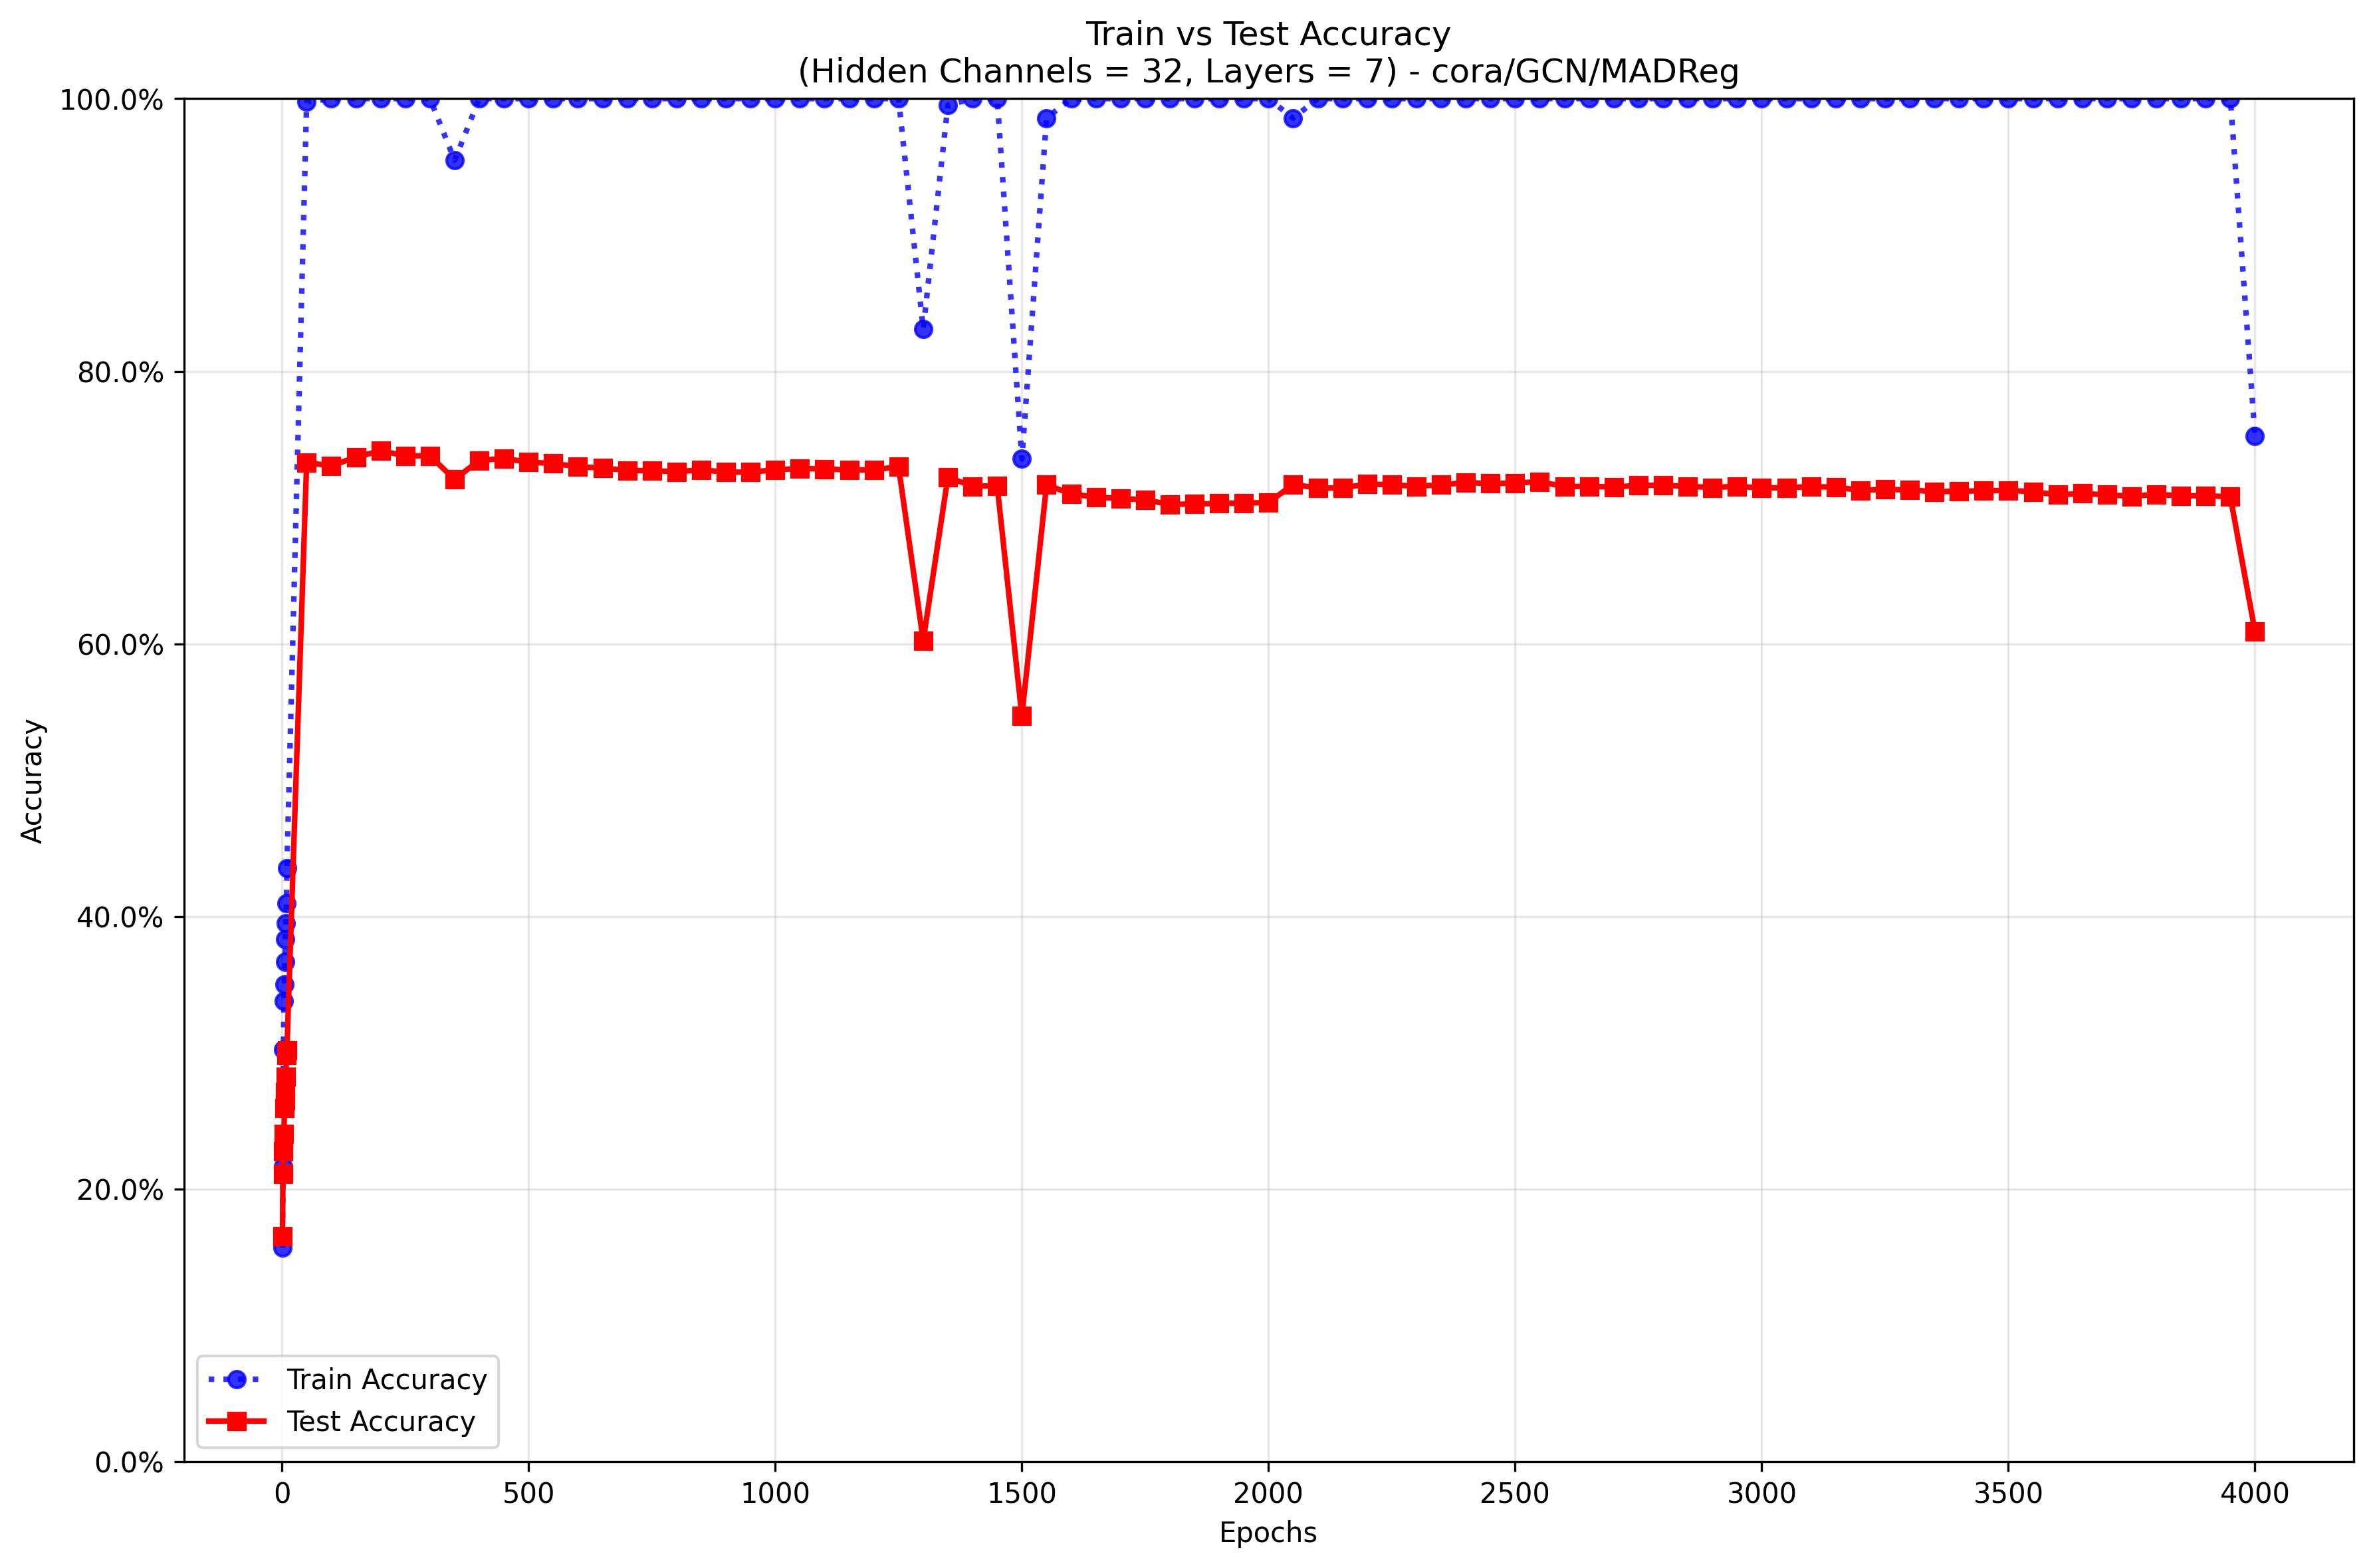 Train vs Test Accuracy
(Hidden Channels = 32, Layers = 7) - cora/GCN/MADReg
100.0%
80.0%
60.0%
40.0%
20.0%
0.0%
Accuracy
Train Accuracy
Test Accuracy
0 500 1000 1500 2000 2500 3000 3500 4000
Epochs